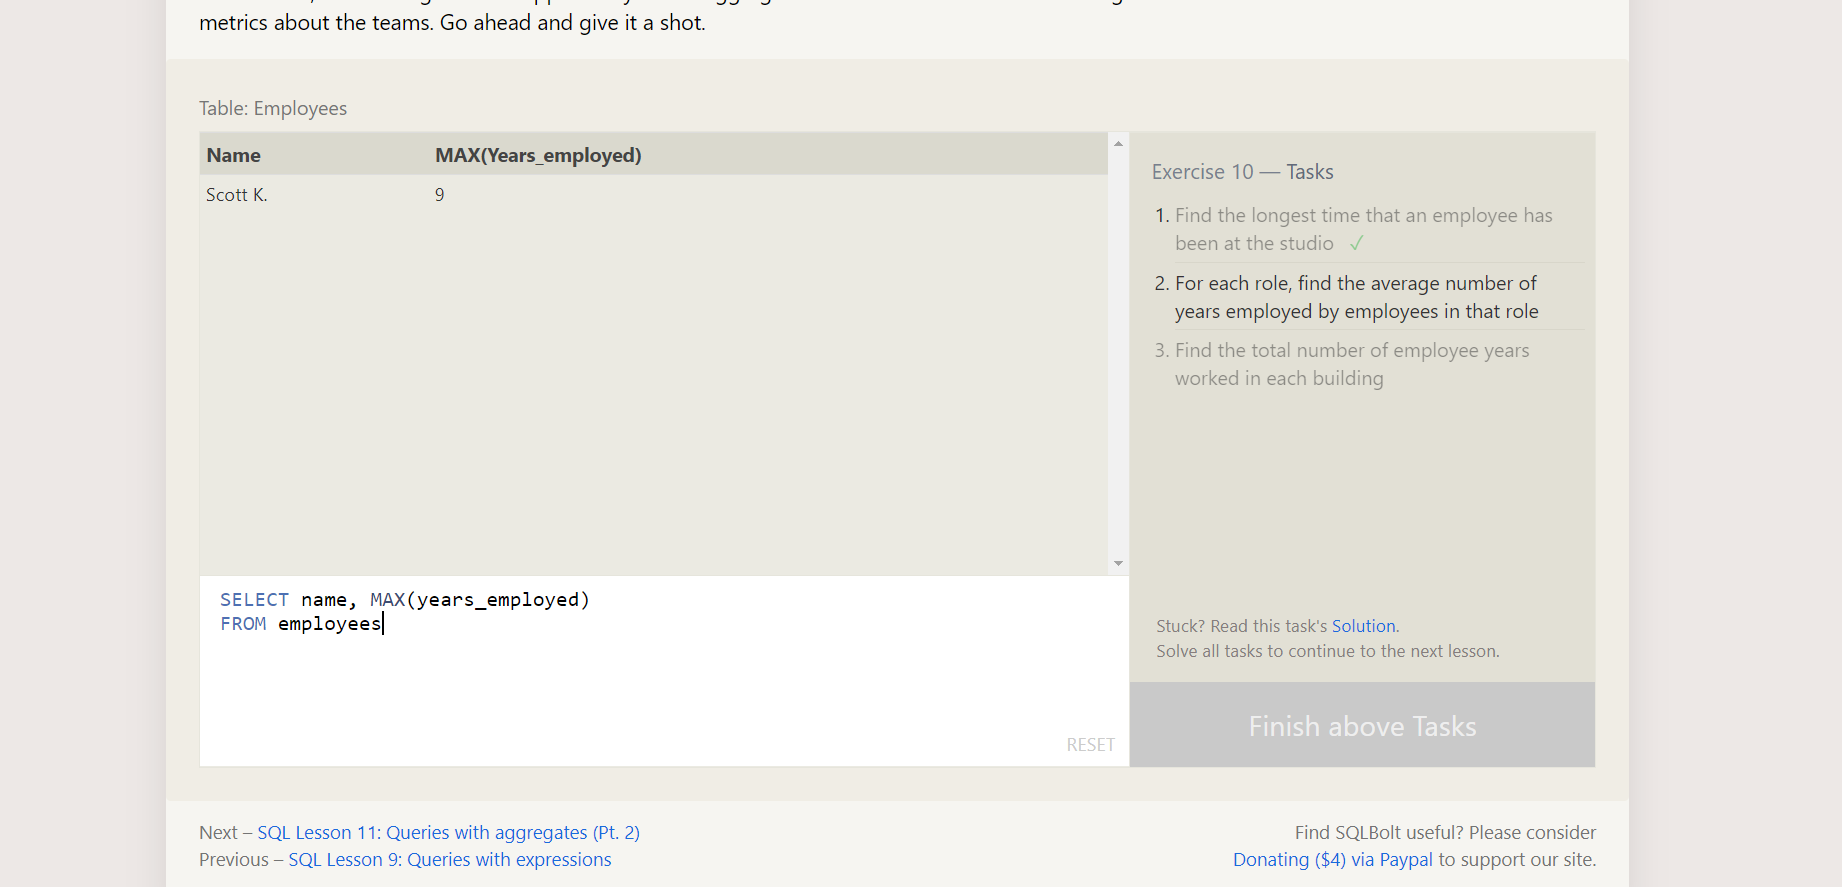 metrics about the teams. Go ahead and give it a shot.
Table: Employees
Name MAX(Years_employed)
Scott K. 9
Exercise 10 — Tasks
1. Find the longest time that an employee has
been at the studio ✓
2. For each role, find the average number of
years employed by employees in that role
3. Find the total number of employee years
worked in each building
SELECT name, MAX(years_employed)
FROM employees
RESET
Stuck? Read this task's Solution.
Solve all tasks to continue to the next lesson.
Finish above Tasks
Next – SQL Lesson 11: Queries with aggregates (Pt. 2)
Previous – SQL Lesson 9: Queries with expressions
Find SQLBolt useful? Please consider
Donating ($4) via Paypal to support our site.